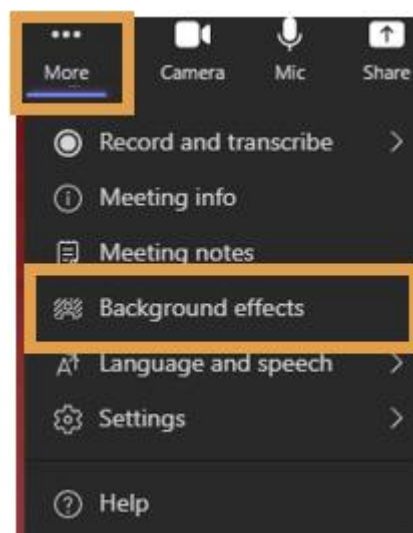 More Camera Mic Share
Record and transcribe
Meeting info
Meeting notes
Background effects
Language and speech
Settings
Help